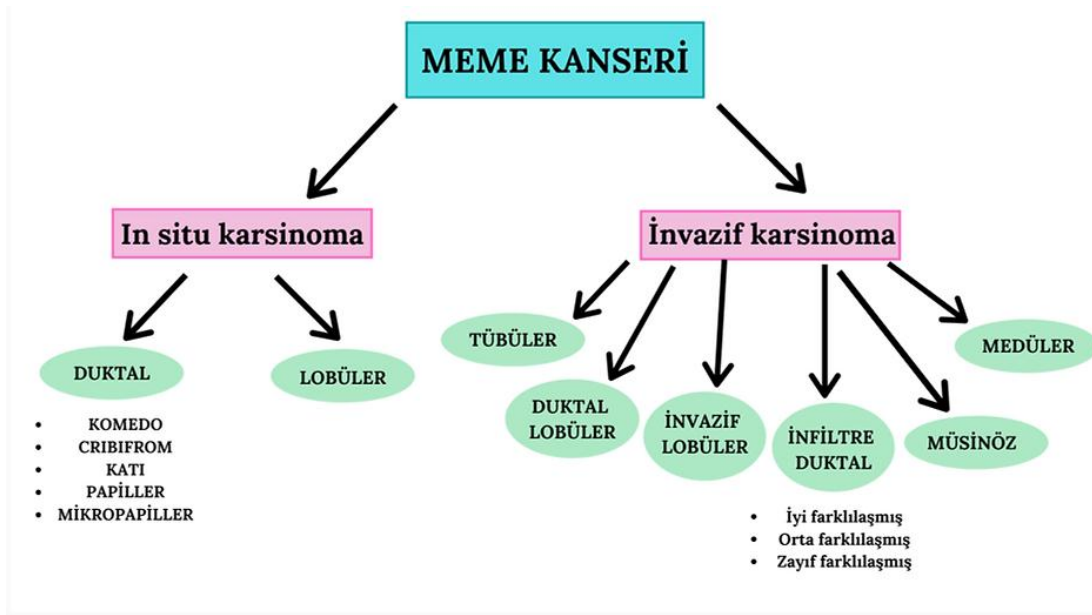 MEME KANSERİ
In situ karsinoma
İnvazif karsinoma
DUKTAL
LOBÜLER
• KOMEDO
• CRIBIFROM
• KATI
• PAPİLLER
• MİKROPAPİLLER
TÜBÜLER
DUKTAL
LOBÜLER
İNVAZİF
LOBÜLER
İNFİLTRE
DUKTAL
MÜSİNÖZ
MEDÜLER
• İyi farklılaşmış
• Orta farklılaşmış
• Zayıf farklılaşmış